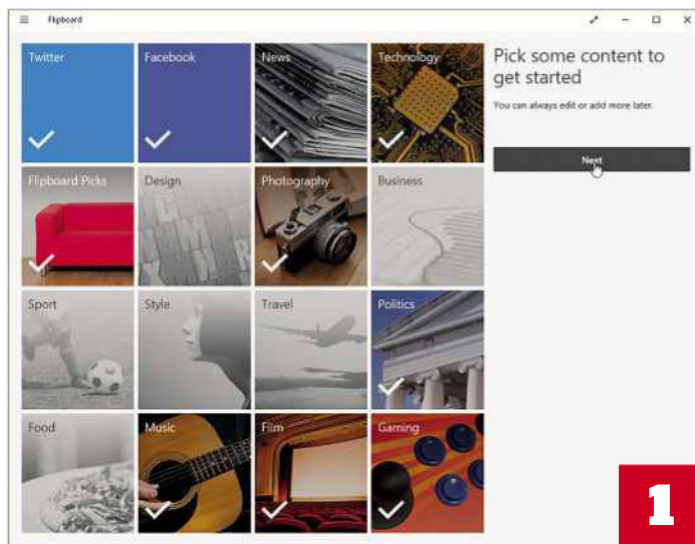 Flipboard
Twitter
Facebook
News
Technology
Pick some content to
get started
You can always edit or add more later.
Next
Flipboard Picks
Design
Photography
Business
Sport
Style
Travel
Politics
Food
Music
Film
Gaming
1